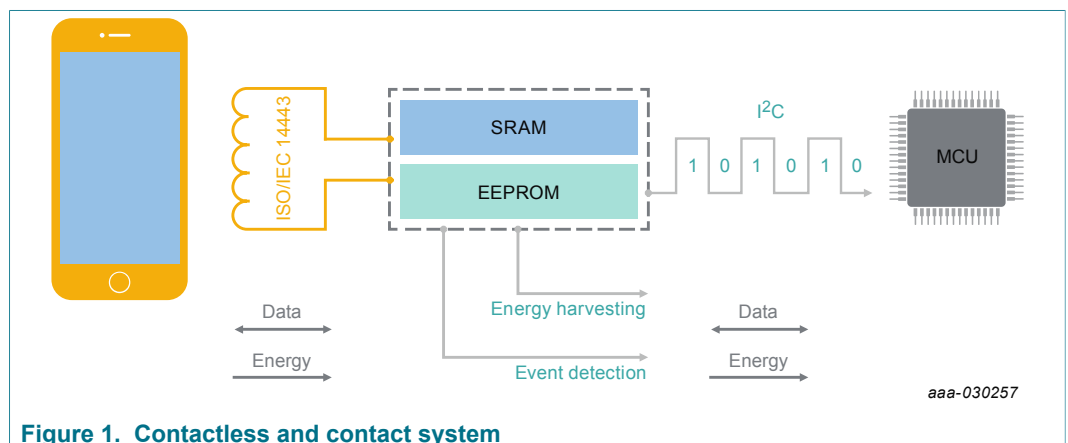 ISO/IEC 14443
SRAM
EEPROM
I²C
1 0 1 0 1 0
MCU
Energy harvesting
Event detection
Data
Energy
Data
Energy
aaa-030257
Figure 1. Contactless and contact system